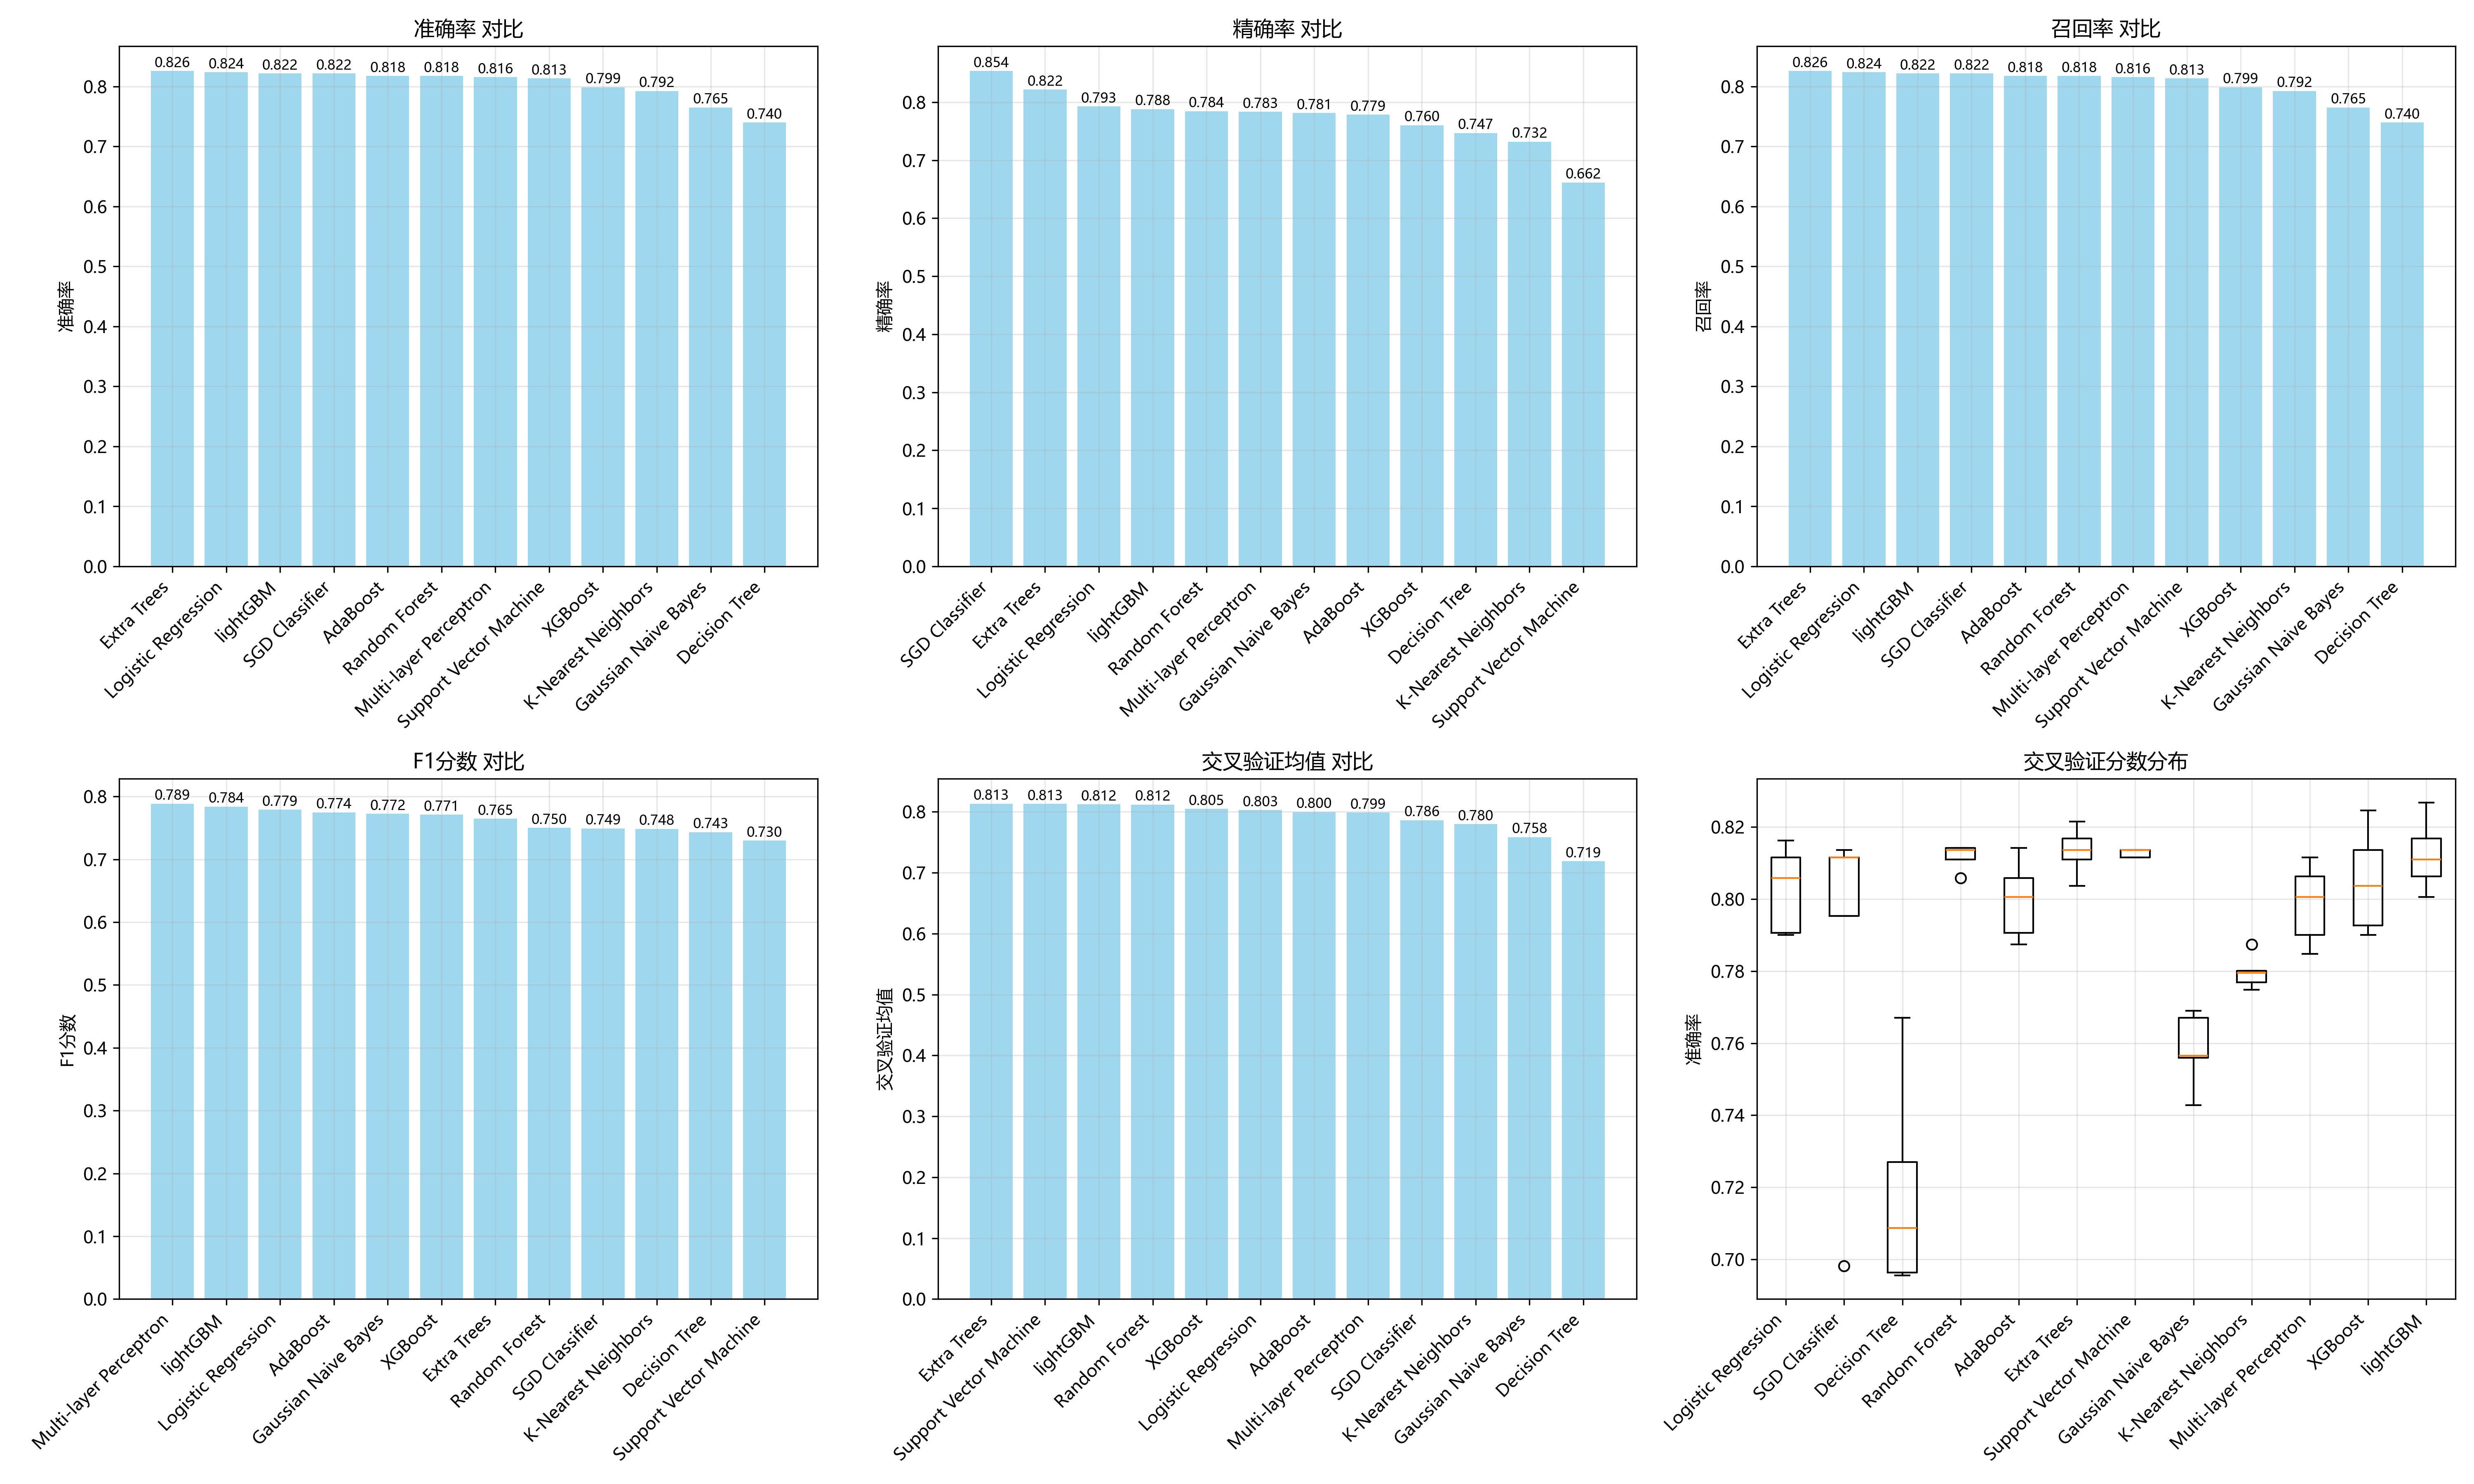 准确率 对比
准确率
0.8
0.7
0.6
0.5
0.4
0.3
0.2
0.1
0.0
0.826
0.824
0.822
0.822
0.818
0.818
0.816
0.813
0.799
0.792
0.765
0.740
Extra Trees
Logistic Regression
lightGBM
SGD Classifier
AdaBoost
Random Forest
Multi-layer Perceptron
Support Vector Machine
XGBoost
K-Nearest Neighbors
Gaussian Naive Bayes
Decision Tree
精确率 对比
精确率
0.8
0.7
0.6
0.5
0.4
0.3
0.2
0.1
0.0
0.854
0.822
0.793
0.788
0.784
0.783
0.781
0.779
0.760
0.747
0.732
0.662
SGD Classifier
Extra Trees
Logistic Regression
lightGBM
Random Forest
Multi-layer Perceptron
Gaussian Naive Bayes
AdaBoost
XGBoost
Decision Tree
K-Nearest Neighbors
Support Vector Machine
召回率 对比
召回率
0.8
0.7
0.6
0.5
0.4
0.3
0.2
0.1
0.0
0.826
0.824
0.822
0.822
0.818
0.818
0.816
0.813
0.799
0.792
0.765
0.740
Extra Trees
Logistic Regression
lightGBM
SGD Classifier
AdaBoost
Random Forest
Multi-layer Perceptron
Support Vector Machine
XGBoost
K-Nearest Neighbors
Gaussian Naive Bayes
Decision Tree
F1分数 对比
F1分数
0.8
0.7
0.6
0.5
0.4
0.3
0.2
0.1
0.0
0.789
0.784
0.779
0.774
0.772
0.771
0.765
0.750
0.749
0.748
0.743
0.730
Multi-layer Perceptron
lightGBM
Logistic Regression
AdaBoost
Gaussian Naive Bayes
XGBoost
Extra Trees
Random Forest
SGD Classifier
K-Nearest Neighbors
Decision Tree
Support Vector Machine
交叉验证均值 对比
交叉验证均值
0.8
0.7
0.6
0.5
0.4
0.3
0.2
0.1
0.0
0.813
0.813
0.812
0.812
0.805
0.803
0.800
0.799
0.786
0.780
0.758
0.719
Extra Trees
Support Vector Machine
lightGBM
Random Forest
XGBoost
Logistic Regression
AdaBoost
Multi-layer Perceptron
SGD Classifier
K-Nearest Neighbors
Gaussian Naive Bayes
Decision Tree
交叉验证分数分布
准确率
0.82
0.80
0.78
0.76
0.74
0.72
0.70
Logistic Regression
SGD Classifier
Decision Tree
Random Forest
AdaBoost
Extra Trees
Support Vector Machine
Gaussian Naive Bayes
K-Nearest Neighbors
Multi-layer Perceptron
XGBoost
lightGBM